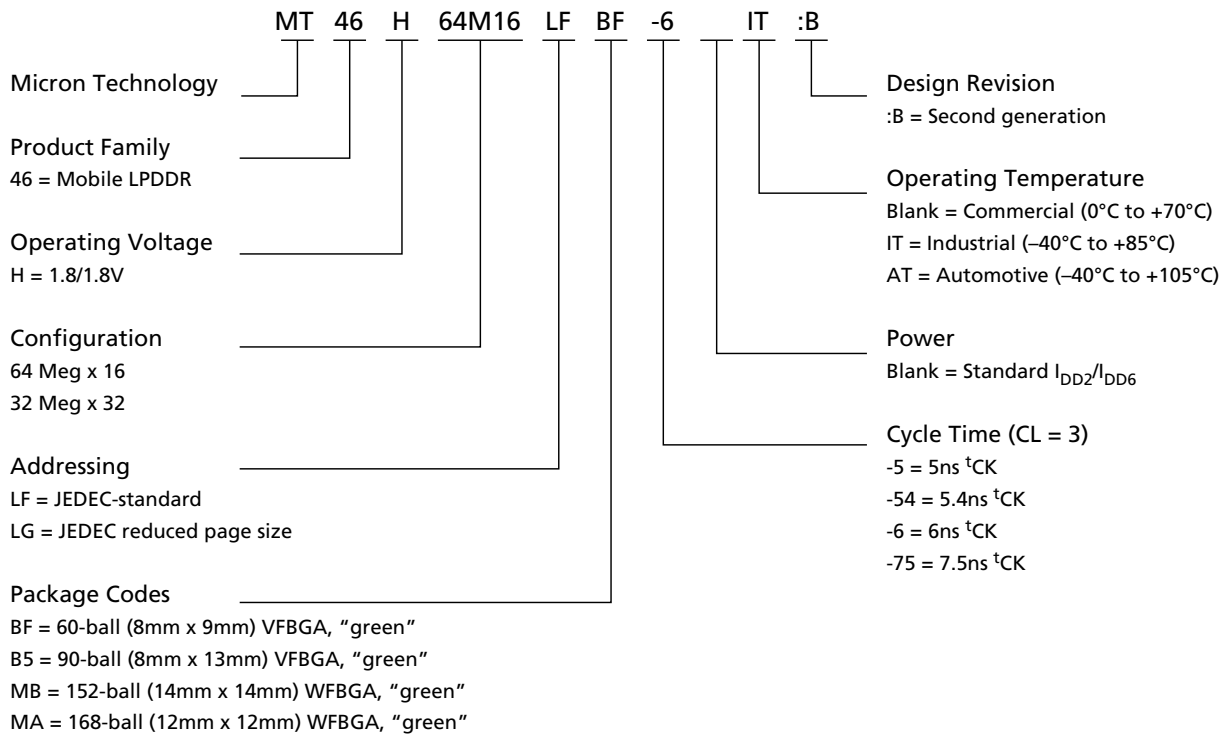 MT 46 H 64M16 LF BF -6 IT :B
Micron Technology
Product Family
46 = Mobile LPDDR
Operating Voltage
H = 1.8/1.8V
Configuration
64 Meg x 16
32 Meg x 32
Addressing
LF = JEDEC-standard
LG = JEDEC reduced page size
Package Codes
BF = 60-ball (8mm x 9mm) VFBGA, “green”
B5 = 90-ball (8mm x 13mm) VFBGA, “green”
MB = 152-ball (14mm x 14mm) WFBGA, “green”
MA = 168-ball (12mm x 12mm) WFBGA, “green”
Design Revision
:B = Second generation
Operating Temperature
Blank = Commercial (0°C to +70°C)
IT = Industrial (–40°C to +85°C)
AT = Automotive (–40°C to +105°C)
Power
Blank = Standard IDD2/IDD6
Cycle Time (CL = 3)
-5 = 5ns tCK
-54 = 5.4ns tCK
-6 = 6ns tCK
-75 = 7.5ns tCK